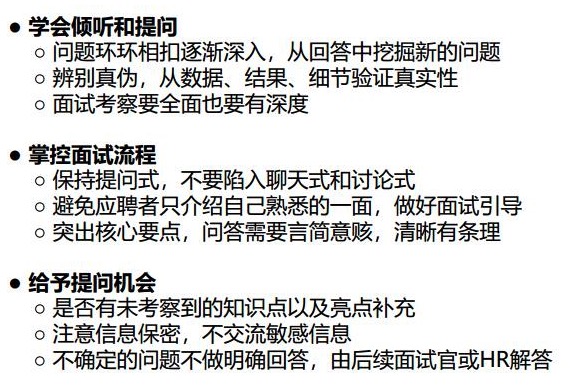 ● 学会倾听和提问
○ 问题环环相扣逐渐深入，从回答中挖掘新的问题
○ 辨别真伪，从数据、结果、细节验证真实性
○ 面试考察要全面也要有深度
● 掌控面试流程
○ 保持提问式，不要陷入聊天式和讨论式
○ 避免应聘者只介绍自己熟悉的一面，做好面试引导
○ 突出核心要点，问答需要言简意赅，清晰有条理
● 给予提问机会
○ 是否有未考察到的知识点以及亮点补充
○ 注意信息保密，不交流敏感信息
○ 不确定的问题不做明确回答，由后续面试官或HR解答